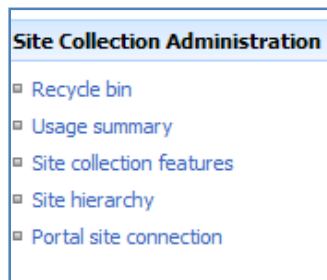 Site Collection Administration
Recycle bin
Usage summary
Site collection features
Site hierarchy
Portal site connection